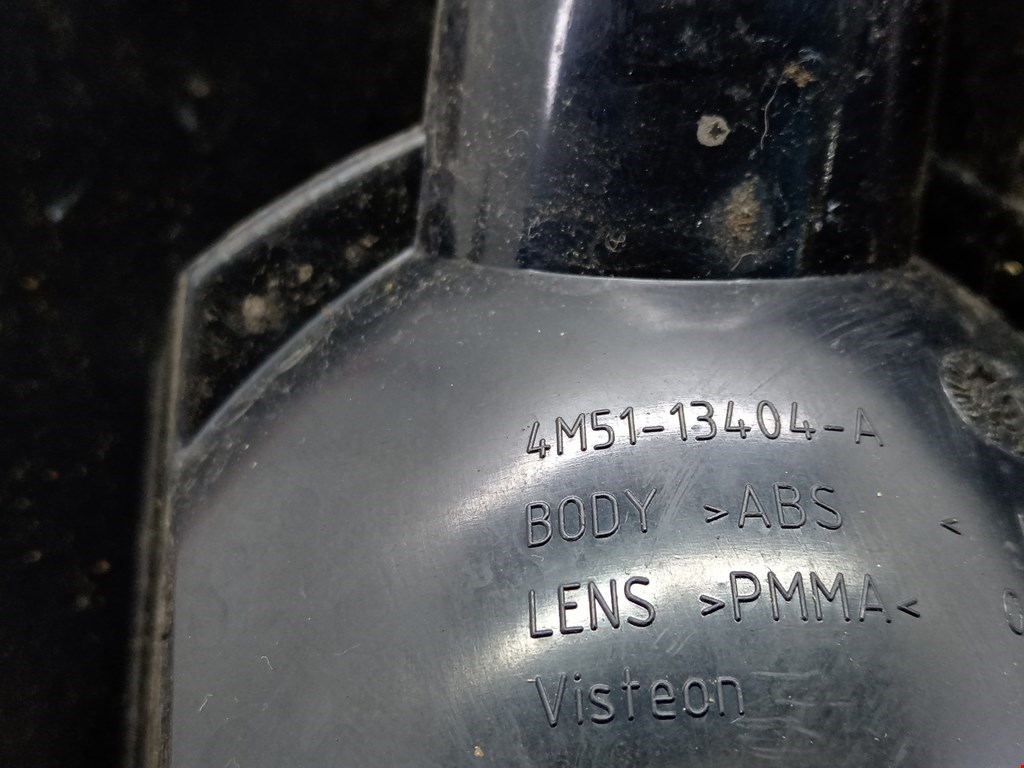 4M51-13404-A
BODY >ABS <
LENS >PMMA<
Visteon